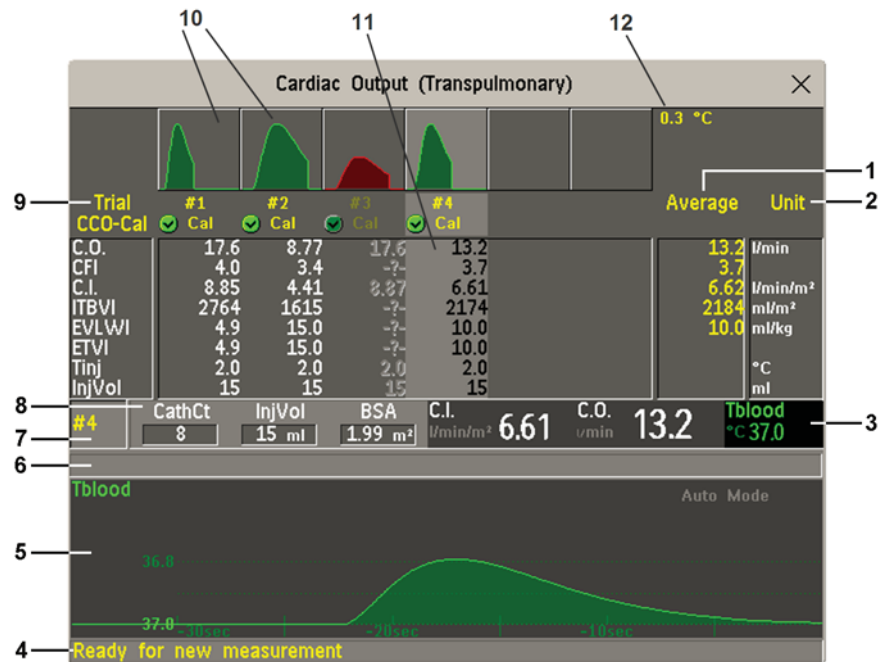 10 11 12
Cardiac Output (Transpulmonary)
0.3 °C
1
9 Trial #1 #2 #3 #4 Average Unit 2
CCO-Cal Cal Cal Cal Cal
C.O. 17.6 8.77 17.6 13.2 13.2 l/min
CFI 4.0 3.4 -?- 3.7 3.7
C.I. 8.85 4.41 8.87 6.61 6.62 l/min/m²
ITBVI 2764 1615 -?- 2174 2184 ml/m²
EVLWI 4.9 15.0 -?- 10.0 10.0 ml/kg
ETVI 4.9 15.0 -?- 10.0
Tinj 2.0 2.0 2.0 2.0 °C
InjVol 15 15 15 15 ml
8 CathCt InjVol BSA C.I. C.O. Tblood
7 #4 8 15 ml 1.99 m² l/min/m² 6.61 l/min 13.2 °C 37.0 3
6
Tblood Auto Mode
5
36.8
37.0 -30sec -20sec -10sec
4 Ready for new measurement